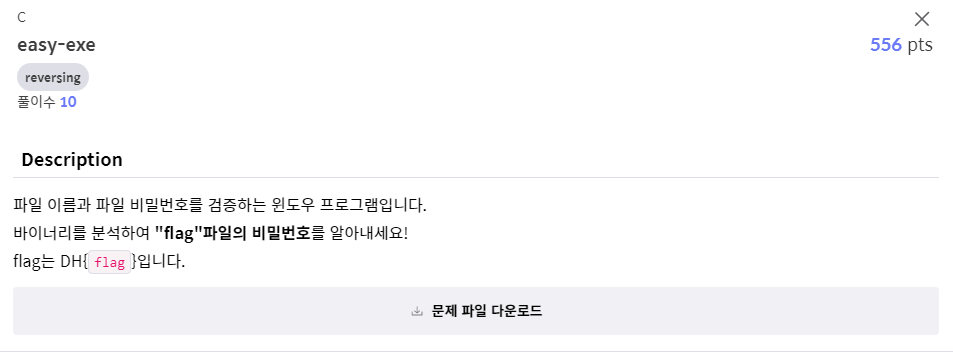 C
easy-exe
556 pts
reversing
풀이수 10
Description
파일 이름과 파일 비밀번호를 검증하는 윈도우 프로그램입니다.
바이너리를 분석하여 "flag"파일의 비밀번호를 알아내세요!
flag는 DH{flag}입니다.
문제 파일 다운로드